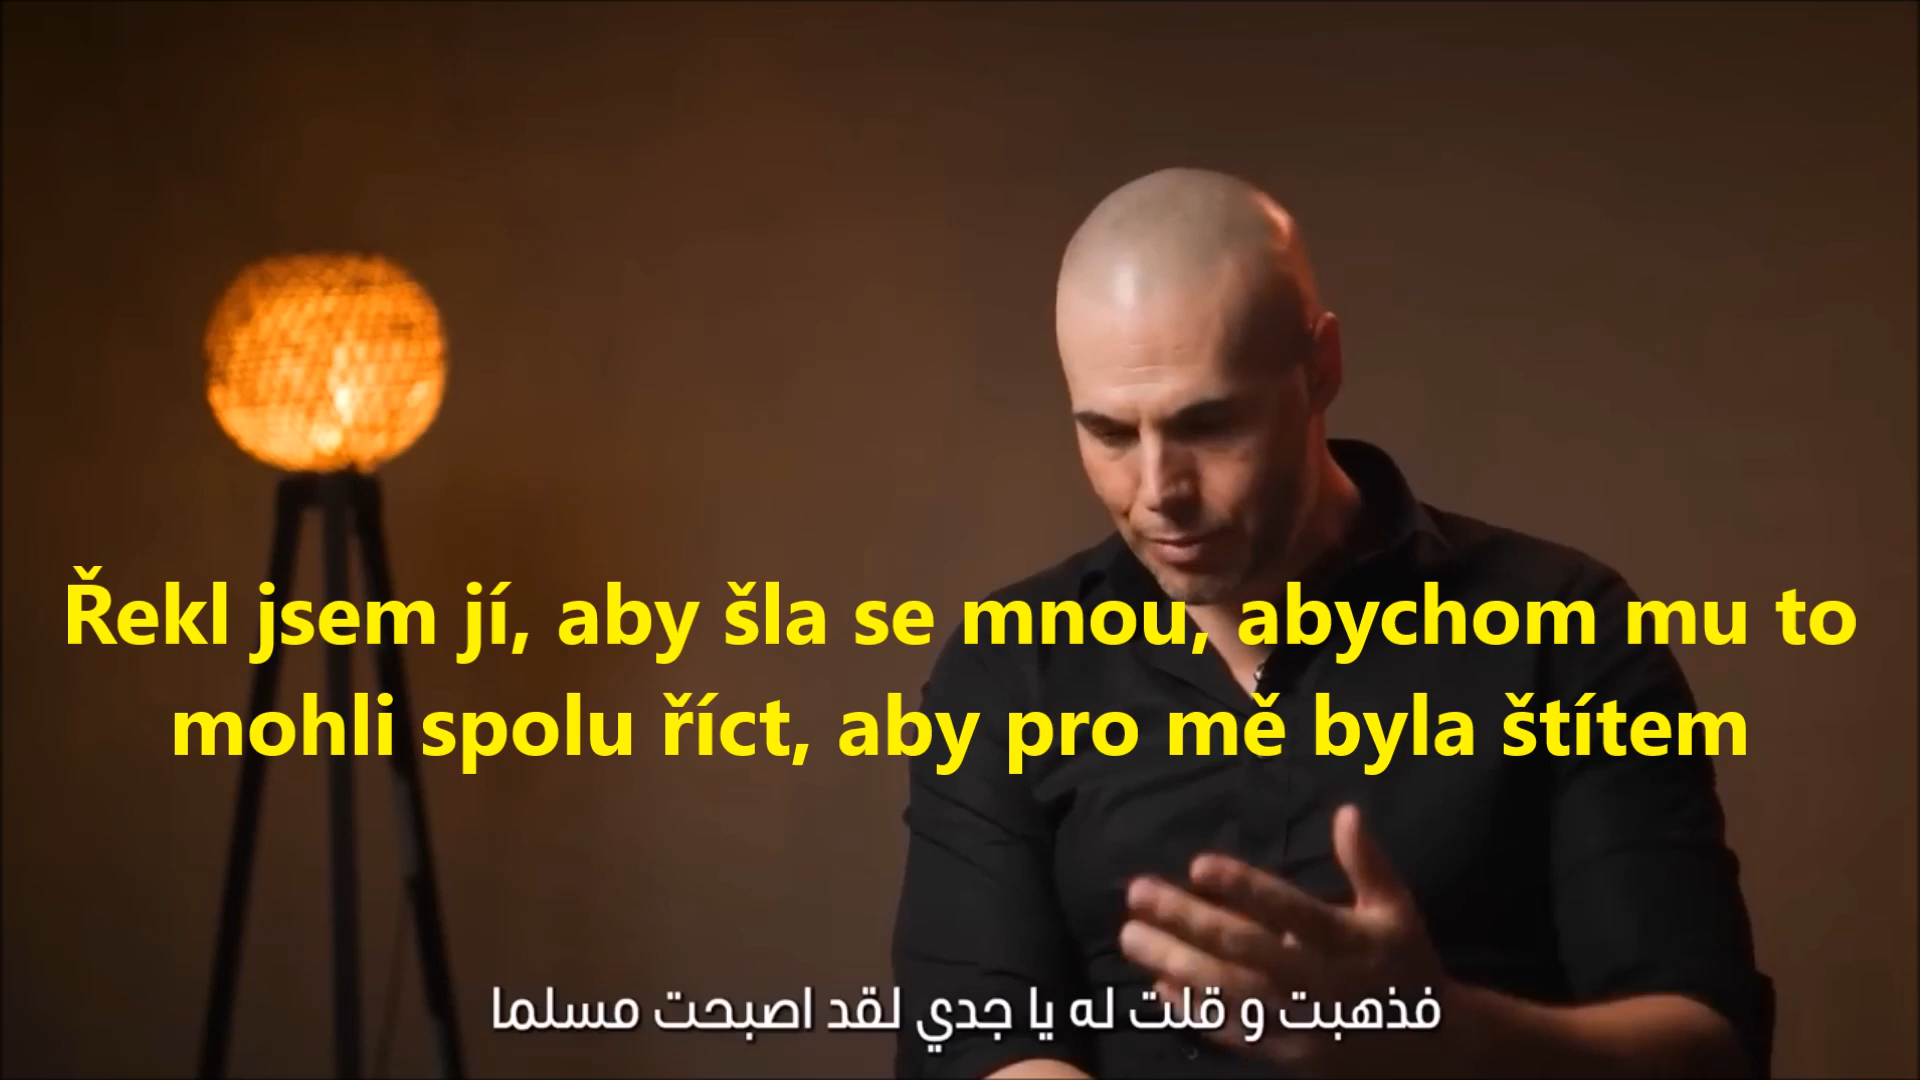 Řekl jsem jí, aby šla se mnou, abychom mu to
mohli spolu říct, aby pro mě byla štítem
فذهبت و قلت له يا جدي لقد اصبحت مسلما